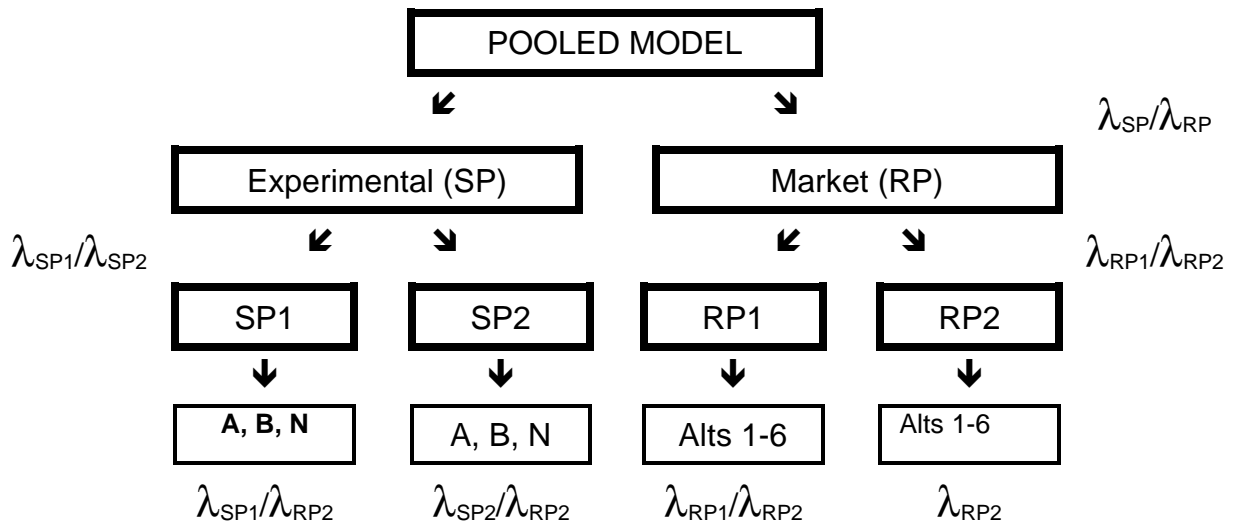 POOLED MODEL
λSP/λRP
Experimental (SP) Market (RP)
λSP1/λSP2 λRP1/λRP2
SP1 SP2 RP1 RP2
A, B, N A, B, N Alts 1-6 Alts 1-6
λSP1/λRP2 λSP2/λRP2 λRP1/λRP2 λRP2